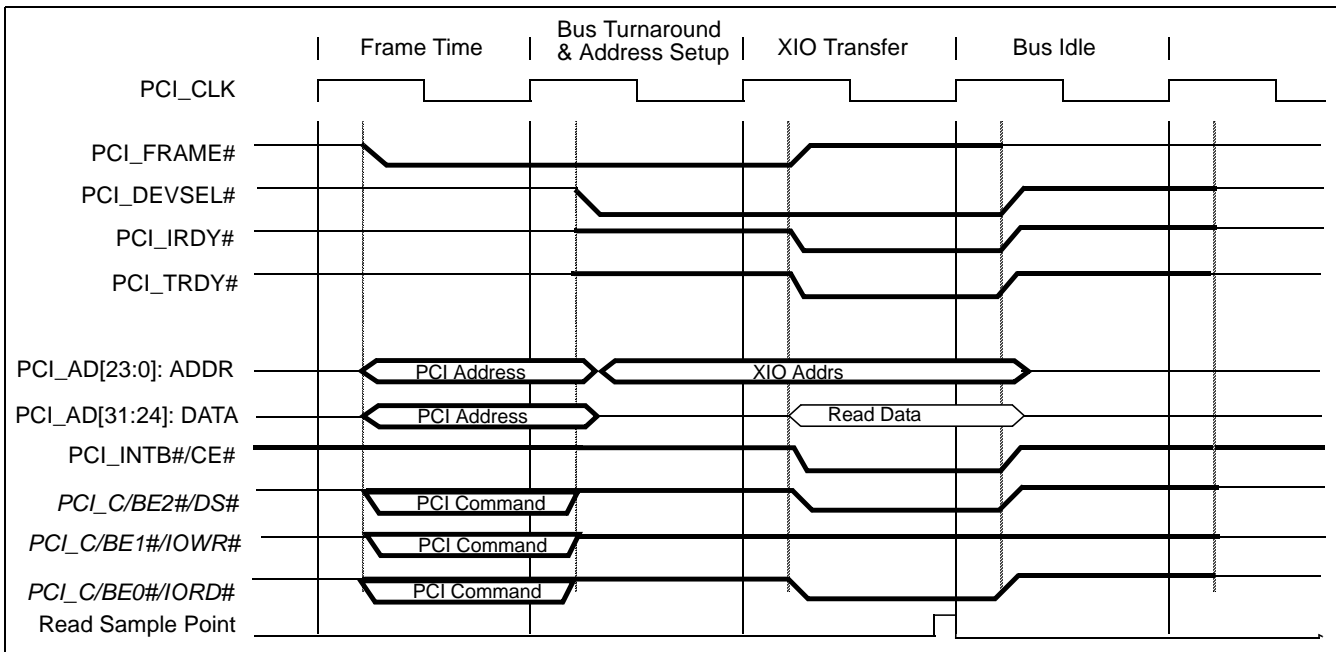 Frame Time
Bus Turnaround
& Address Setup
XIO Transfer
Bus Idle
PCI_CLK
PCI_FRAME#
PCI_DEVSEL#
PCI_IRDY#
PCI_TRDY#
PCI_AD[23:0]: ADDR
PCI Address
XIO Addrs
PCI_AD[31:24]: DATA
PCI Address
Read Data
PCI_INTB#/CE#
PCI_C/BE2#/DS#
PCI Command
PCI_C/BE1#/IOWR#
PCI Command
PCI_C/BE0#/IORD#
PCI Command
Read Sample Point